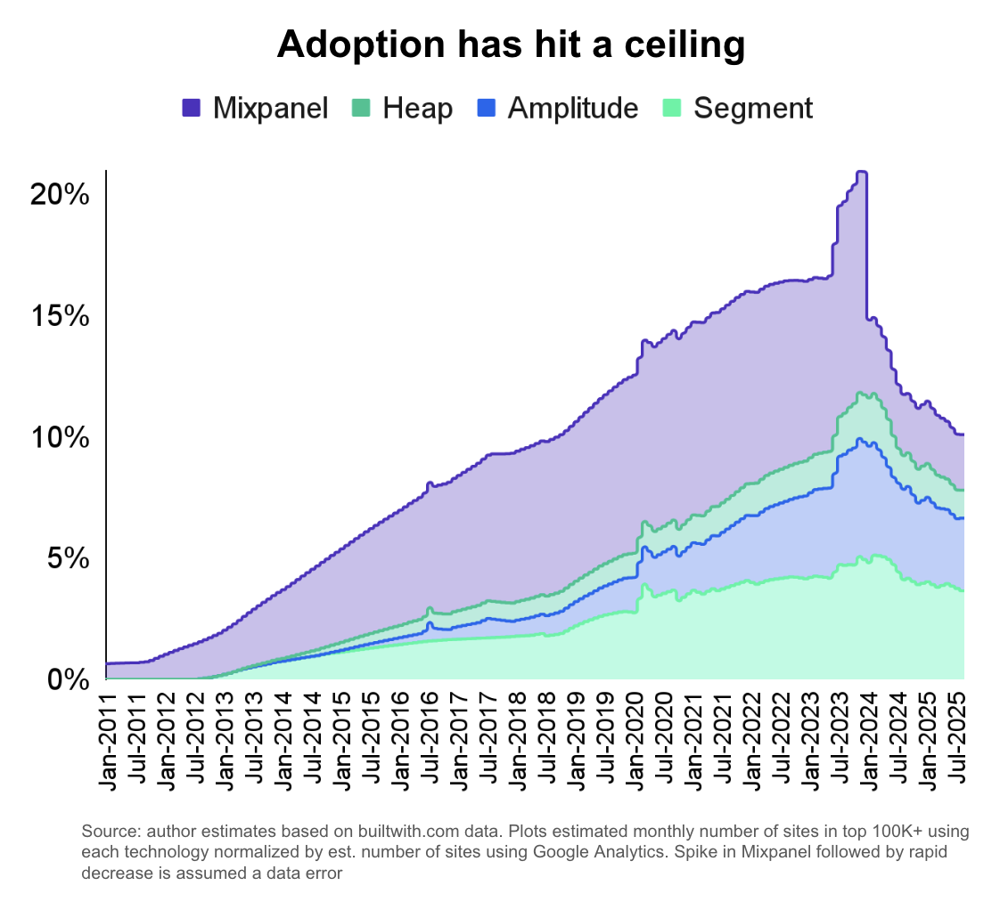 Adoption has hit a ceiling
Mixpanel Heap Amplitude Segment
20%
15%
10%
5%
0%
Jan-2011
Jul-2011
Jan-2012
Jul-2012
Jan-2013
Jul-2013
Jan-2014
Jul-2014
Jan-2015
Jul-2015
Jan-2016
Jul-2016
Jan-2017
Jul-2017
Jan-2018
Jul-2018
Jan-2019
Jul-2019
Jan-2020
Jul-2020
Jan-2021
Jul-2021
Jan-2022
Jul-2022
Jan-2023
Jul-2023
Jan-2024
Jul-2024
Jan-2025
Jul-2025
Source: author estimates based on builtwith.com data. Plots estimated monthly number of sites in top 100K+ using
each technology normalized by est. number of sites using Google Analytics. Spike in Mixpanel followed by rapid
decrease is assumed a data error